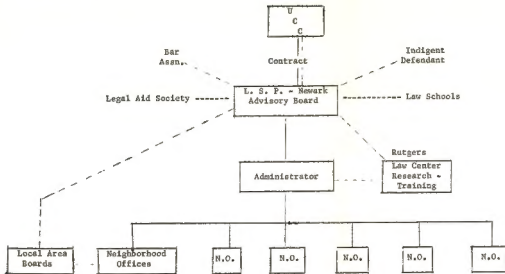 U
C
C
Bar
Assn.
Contract
Indigent
Defendant
Legal Aid Society
L. S. P. - Newark
Advisory Board
Law Schools
Rutgers
Administrator
Law Center
Research -
Training
Local Area
Boards
Neighborhood
Offices
N.O.
N.O.
N.O.
N.O.
N.O.